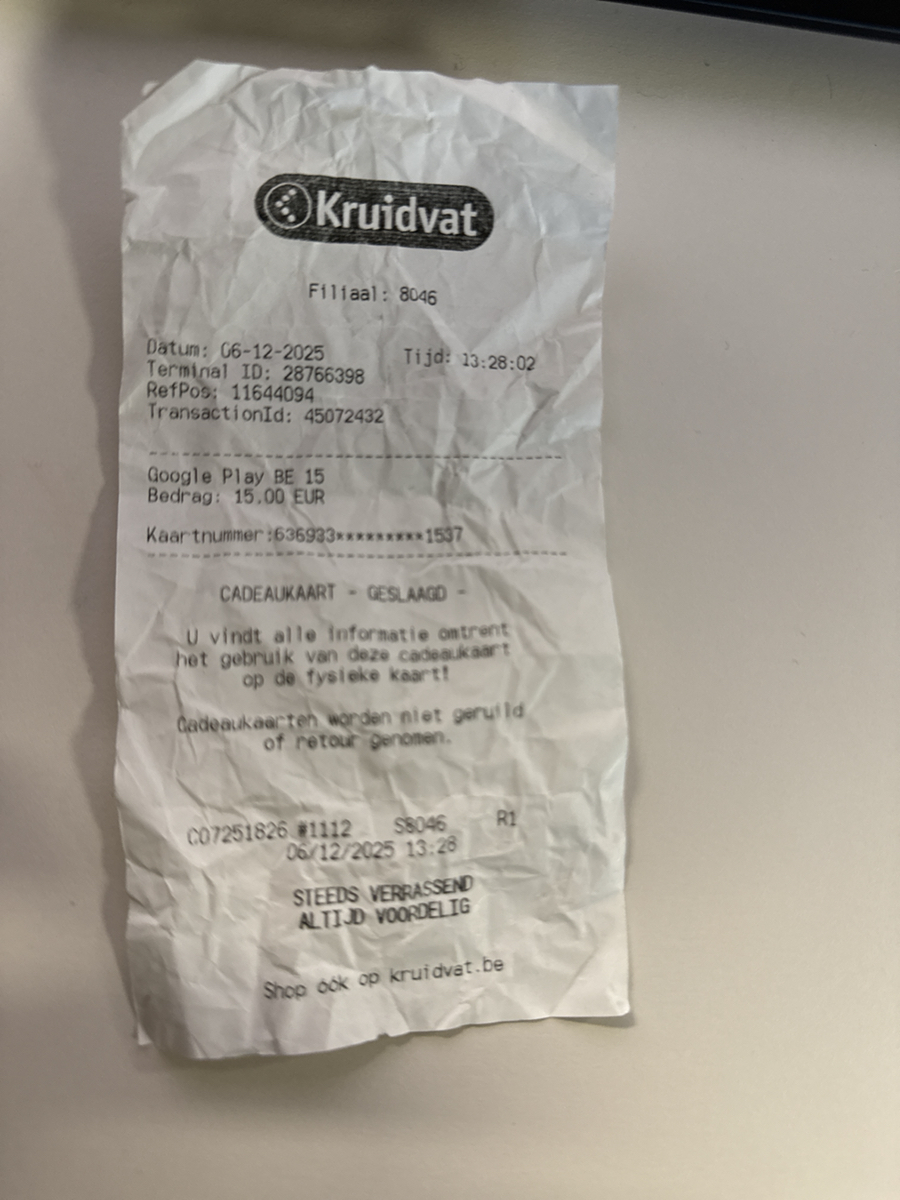 Kruidvat
Filiaal: 8046
Datum: 06-12-2025 Tijd: 13:28:02
Terminal ID: 28766398
RefPos: 11644094
TransactionId: 45072432
--------------------------------------------
Google Play BE 15
Bedrag: 15.00 EUR
Kaartnummer:636933*********1537
--------------------------------------------
CADEAUKAART - GESLAAGD -
U vindt alle informatie omtrent
het gebruik van deze cadeaukaart
op de fysieke kaart!
Cadeaukaarten worden niet geruild
of retour genomen.
C07251826 #1112 S8046 R1
06/12/2025 13:28
STEEDS VERRASSEND
ALTIJD VOORDELIG
Shop óók op kruidvat.be